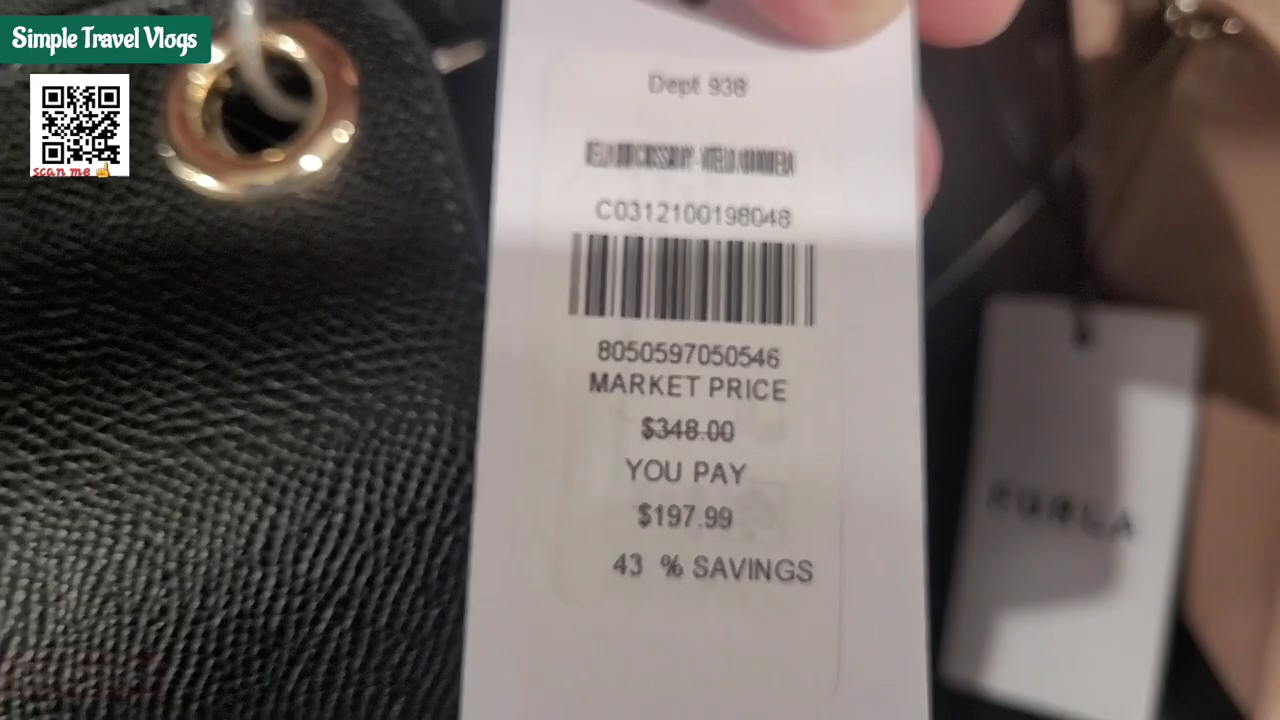 Simple Travel Vlogs
scan me
Dept 938
C0312100198048
8050597050546
MARKET PRICE
$348.00
YOU PAY
$197.99
43 % SAVINGS
FURLA